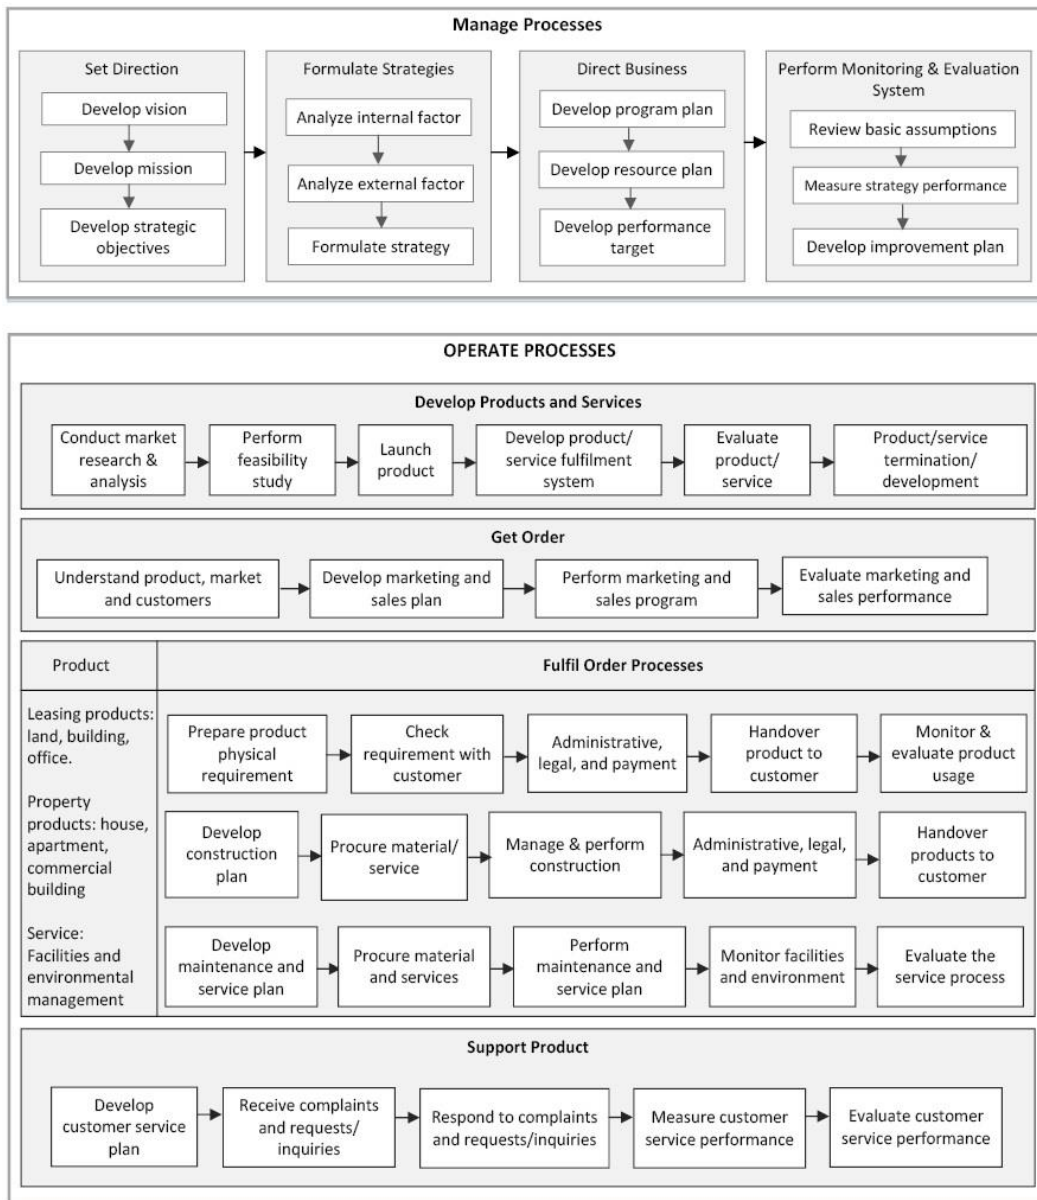 Manage Processes
Set Direction
Develop vision
Develop mission
Develop strategic
objectives
Formulate Strategies
Analyze internal factor
Analyze external factor
Formulate strategy
Direct Business
Develop program plan
Develop resource plan
Develop performance
target
Perform Monitoring & Evaluation
System
Review basic assumptions
Measure strategy performance
Develop improvement plan
OPERATE PROCESSES
Develop Products and Services
Conduct market
research &
analysis
Perform
feasibility
study
Launch
product
Develop product/
service fulfilment
system
Evaluate
product/
service
Product/service
termination/
development
Get Order
Understand product, market
and customers
Develop marketing and
sales plan
Perform marketing and
sales program
Evaluate marketing and
sales performance
Product
Fulfil Order Processes
Leasing products:
land, building,
office.
Prepare product
physical
requirement
Check
requirement with
customer
Administrative,
legal, and payment
Handover
product to
customer
Monitor &
evaluate product
usage
Property
products: house,
apartment,
commercial
building
Develop
construction
plan
Procure material/
service
Manage & perform
construction
Administrative, legal,
and payment
Handover
products to
customer
Service:
Facilities and
environmental
management
Develop
maintenance and
service plan
Procure material
and services
Perform
maintenance and
service plan
Monitor facilities
and environment
Evaluate the
service process
Support Product
Develop
customer service
plan
Receive complaints
and requests/
inquiries
Respond to complaints
and requests/inquiries
Measure customer
service performance
Evaluate customer
service performance